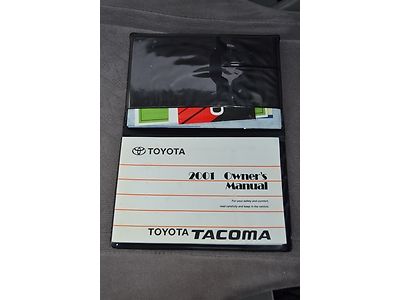 TOYOTA
2001 Owner's
Manual
For your safety and comfort,
read carefully and keep in the vehicle.
TOYOTA TACOMA